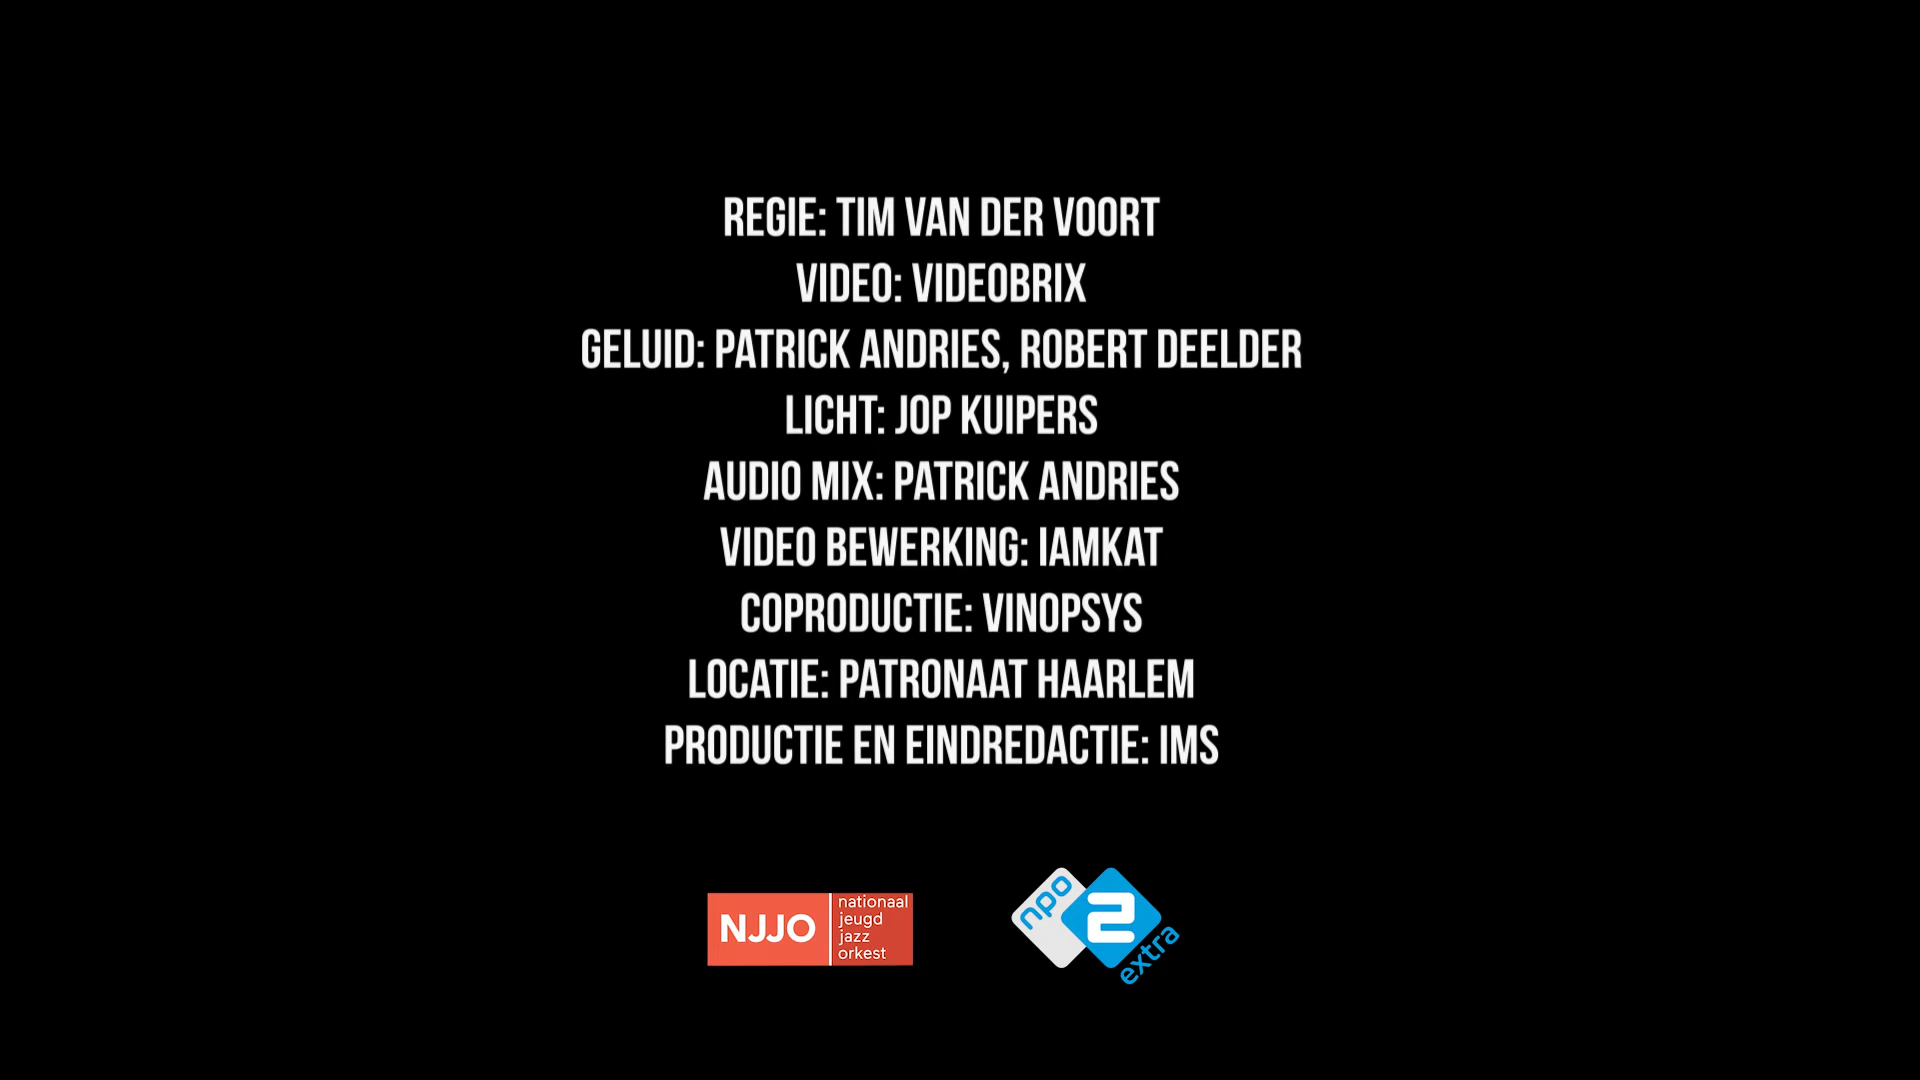 REGIE: TIM VAN DER VOORT
VIDEO: VIDEOBRIX
GELUID: PATRICK ANDRIES, ROBERT DEELDER
LICHT: JOP KUIPERS
AUDIO MIX: PATRICK ANDRIES
VIDEO BEWERKING: IAMKAT
COPRODUCTIE: VINOPSYS
LOCATIE: PATRONAAT HAARLEM
PRODUCTIE EN EINDREDACTIE: IMS
NJJO
nationaal
jeugd
jazz
orkest
npo
2
extra